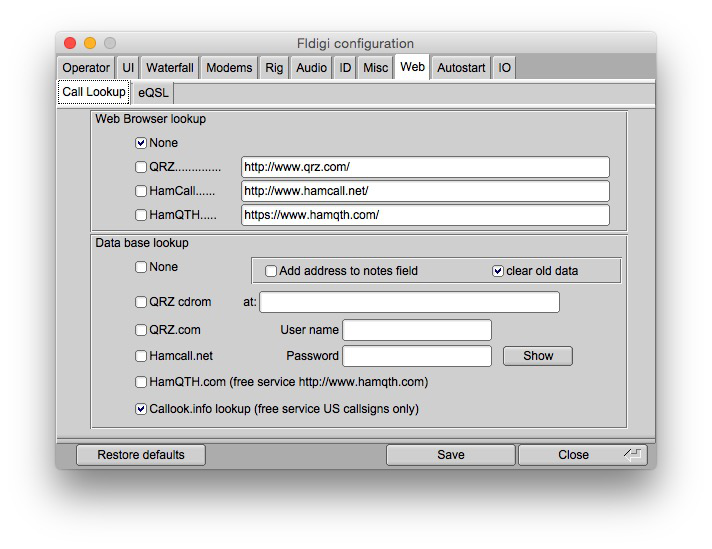 Fldigi configuration
Operator UI Waterfall Modems Rig Audio ID Misc Web Autostart IO
Call Lookup eQSL
Web Browser lookup
None
QRZ.............. http://www.qrz.com/
HamCall...... http://www.hamcall.net/
HamQTH..... https://www.hamqth.com/
Data base lookup
None Add address to notes field clear old data
QRZ cdrom at:
QRZ.com User name
Hamcall.net Password Show
HamQTH.com (free service http://www.hamqth.com)
Callook.info lookup (free service US callsigns only)
Restore defaults Save Close